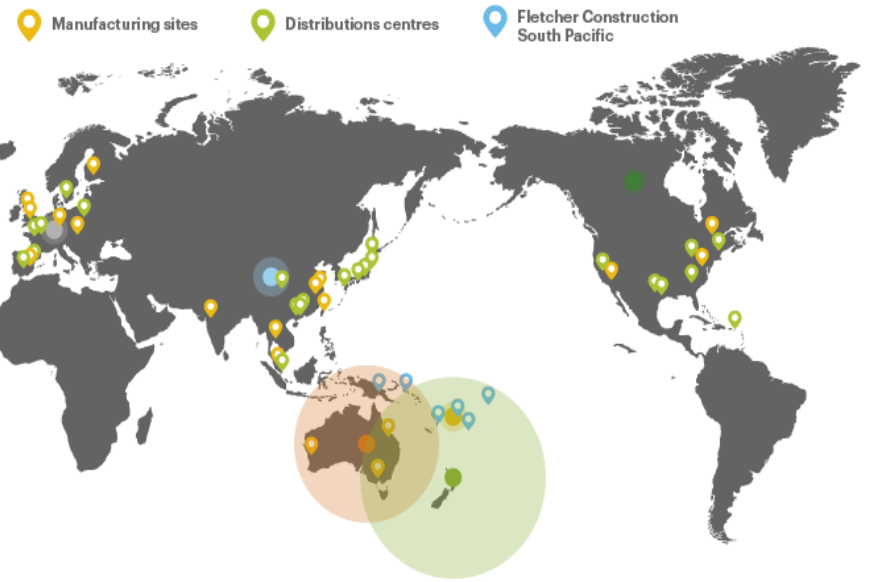 Manufacturing sites
Distributions centres
Fletcher Construction
South Pacific